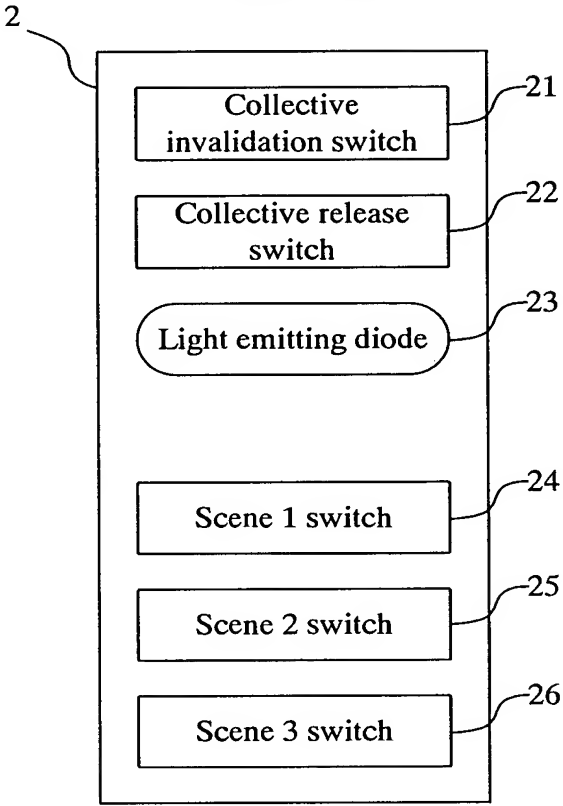 2
Collective
invalidation switch
21
Collective release
switch
22
Light emitting diode
23
Scene 1 switch
24
Scene 2 switch
25
Scene 3 switch
26